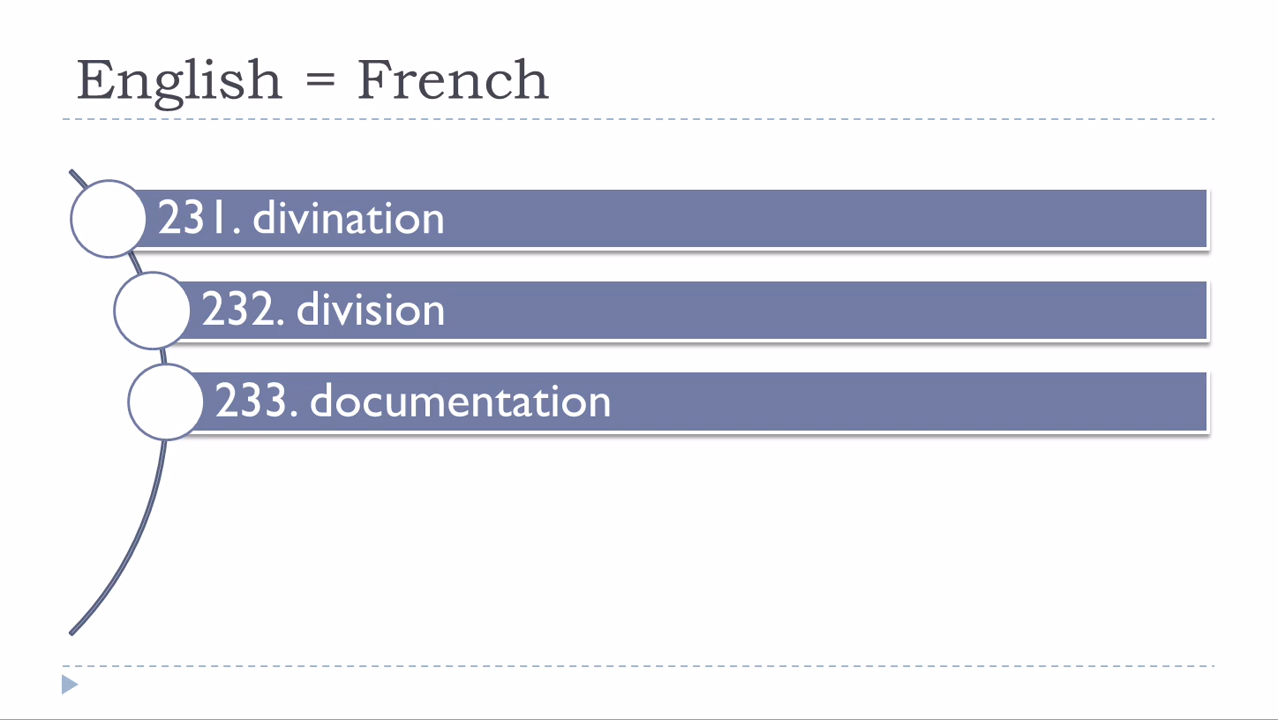 English = French
231. divination
232. division
233. documentation